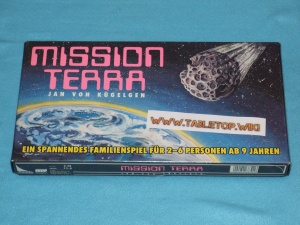 MISSION
TERRA
JAN VON KÜGELGEN
WWW.TABLETOP.WIKI
EIN SPANNENDES FAMILIENSPIEL FÜR 2–6 PERSONEN AB 9 JAHREN
MISSION TERRA